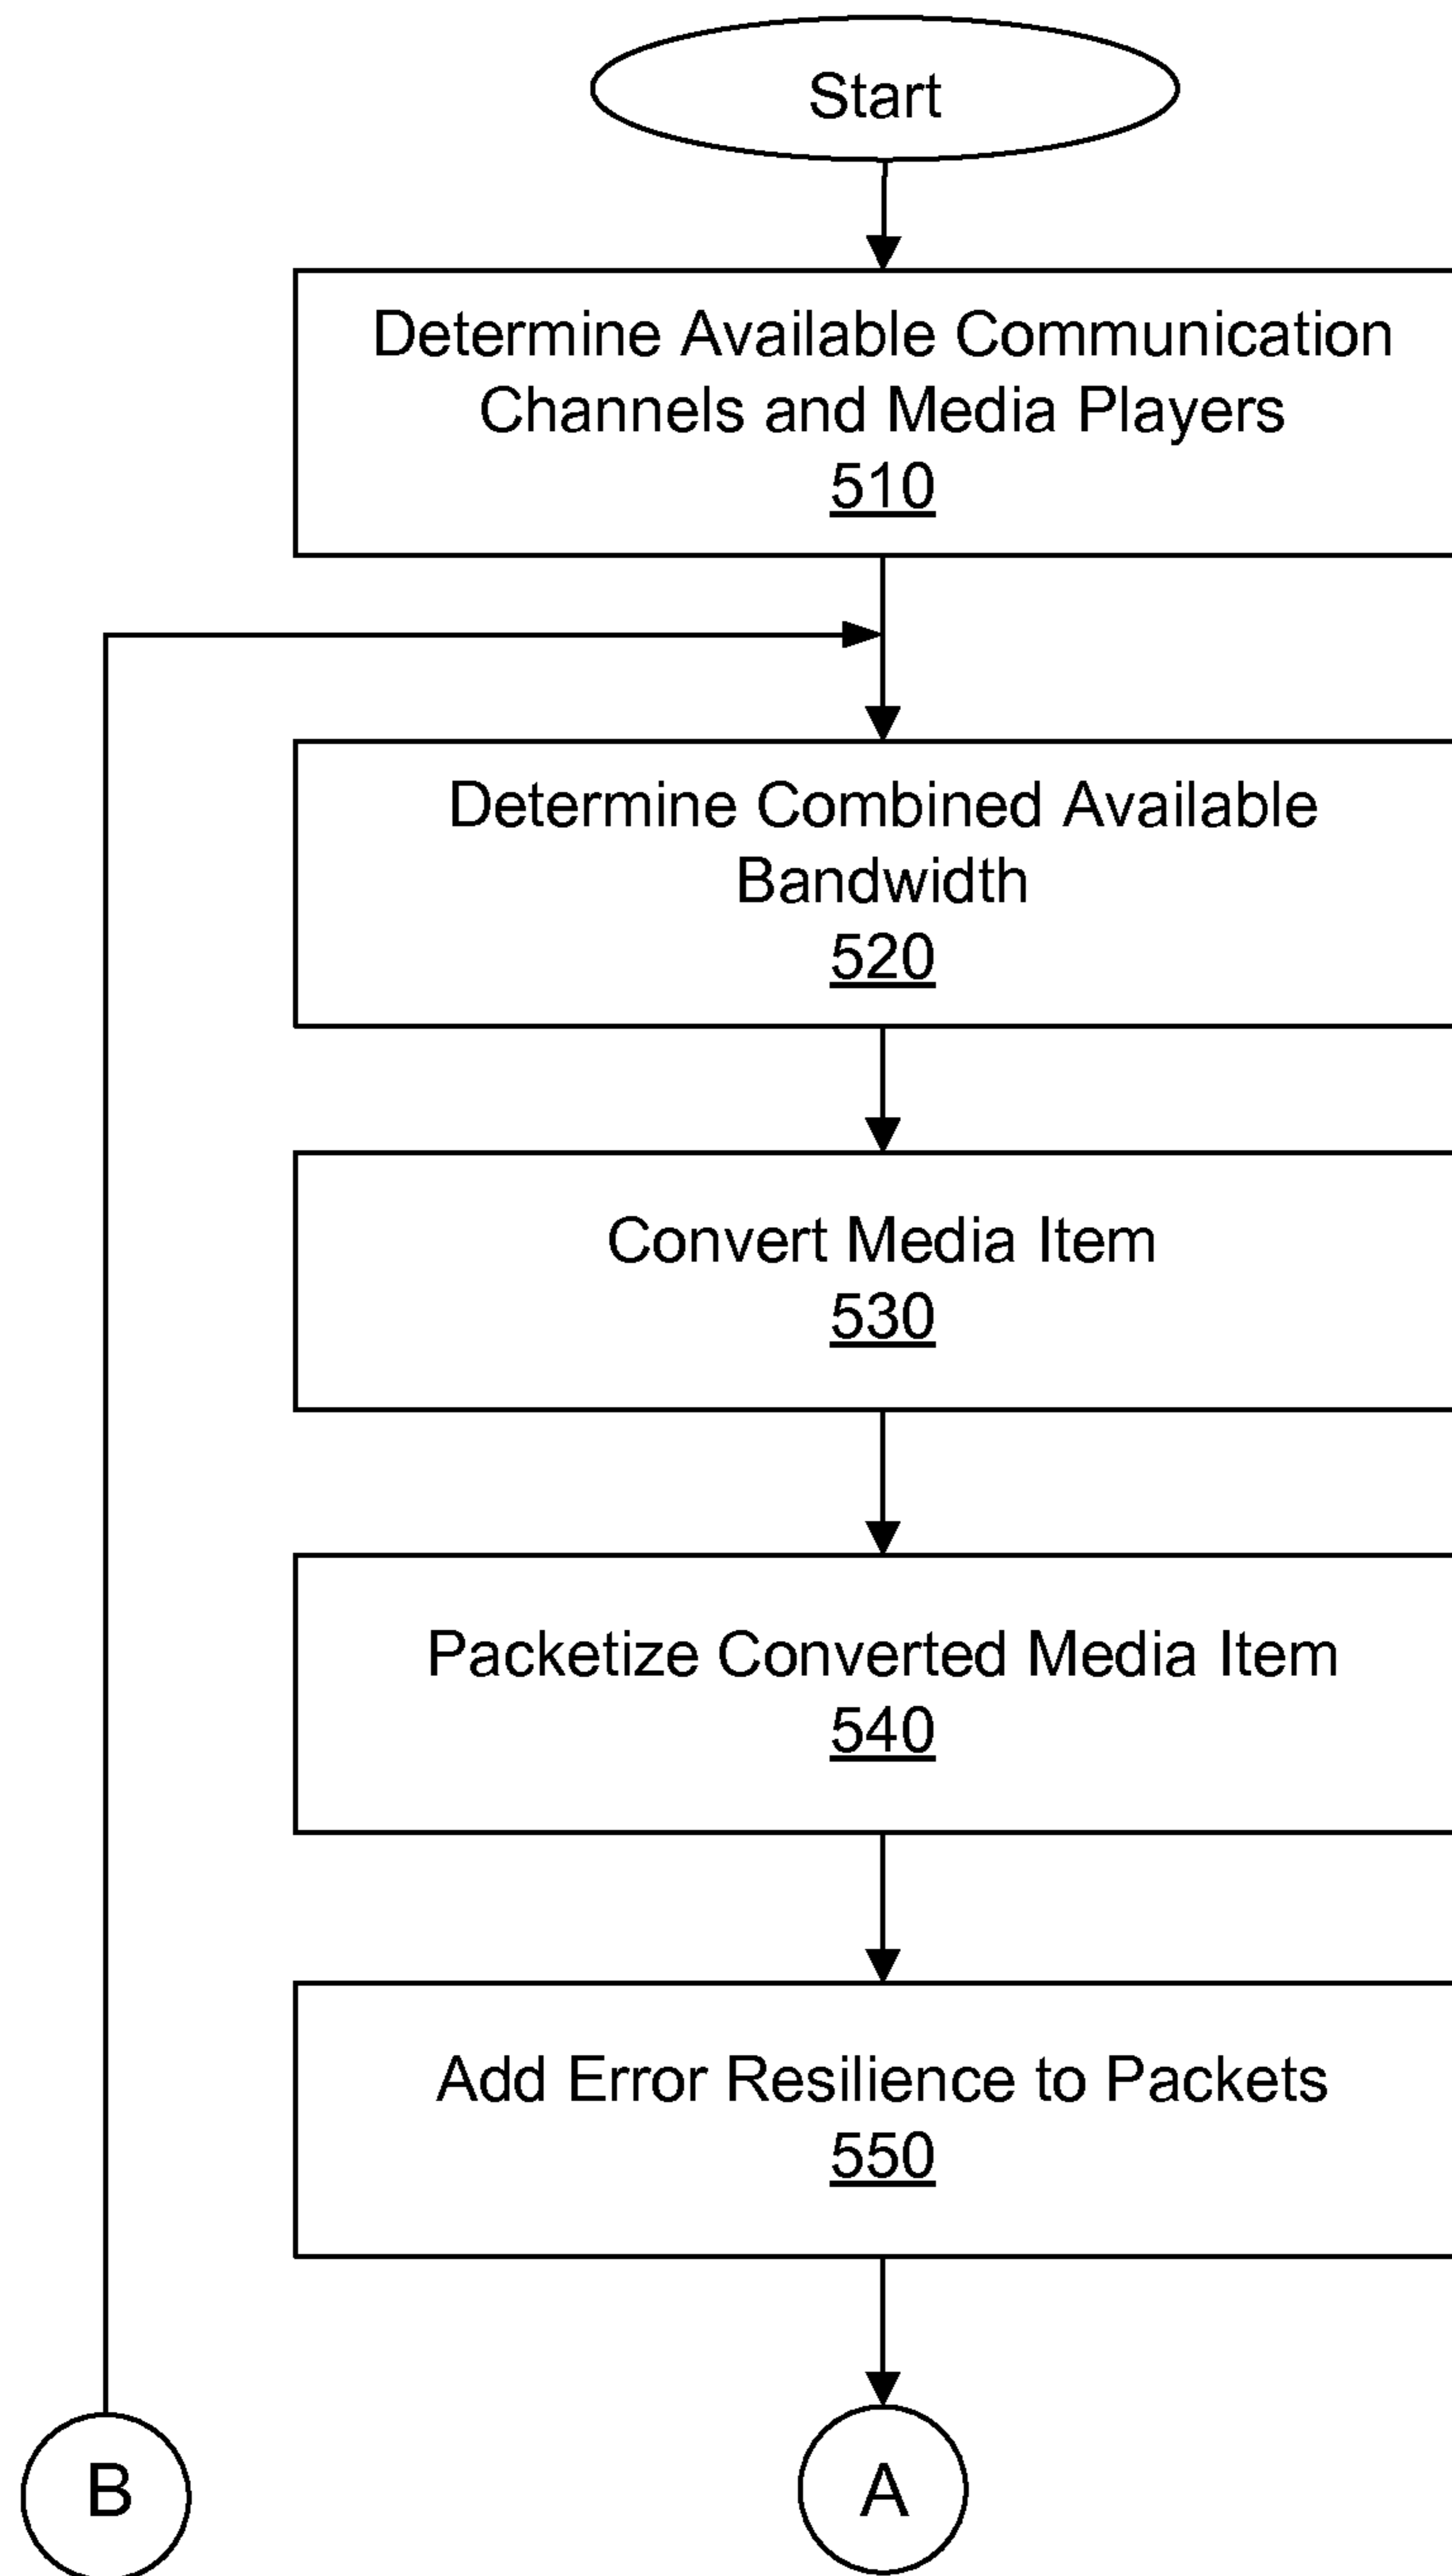 Start
Determine Available Communication
Channels and Media Players
510
Determine Combined Available
Bandwidth
520
Convert Media Item
530
Packetize Converted Media Item
540
Add Error Resilience to Packets
550
B
A